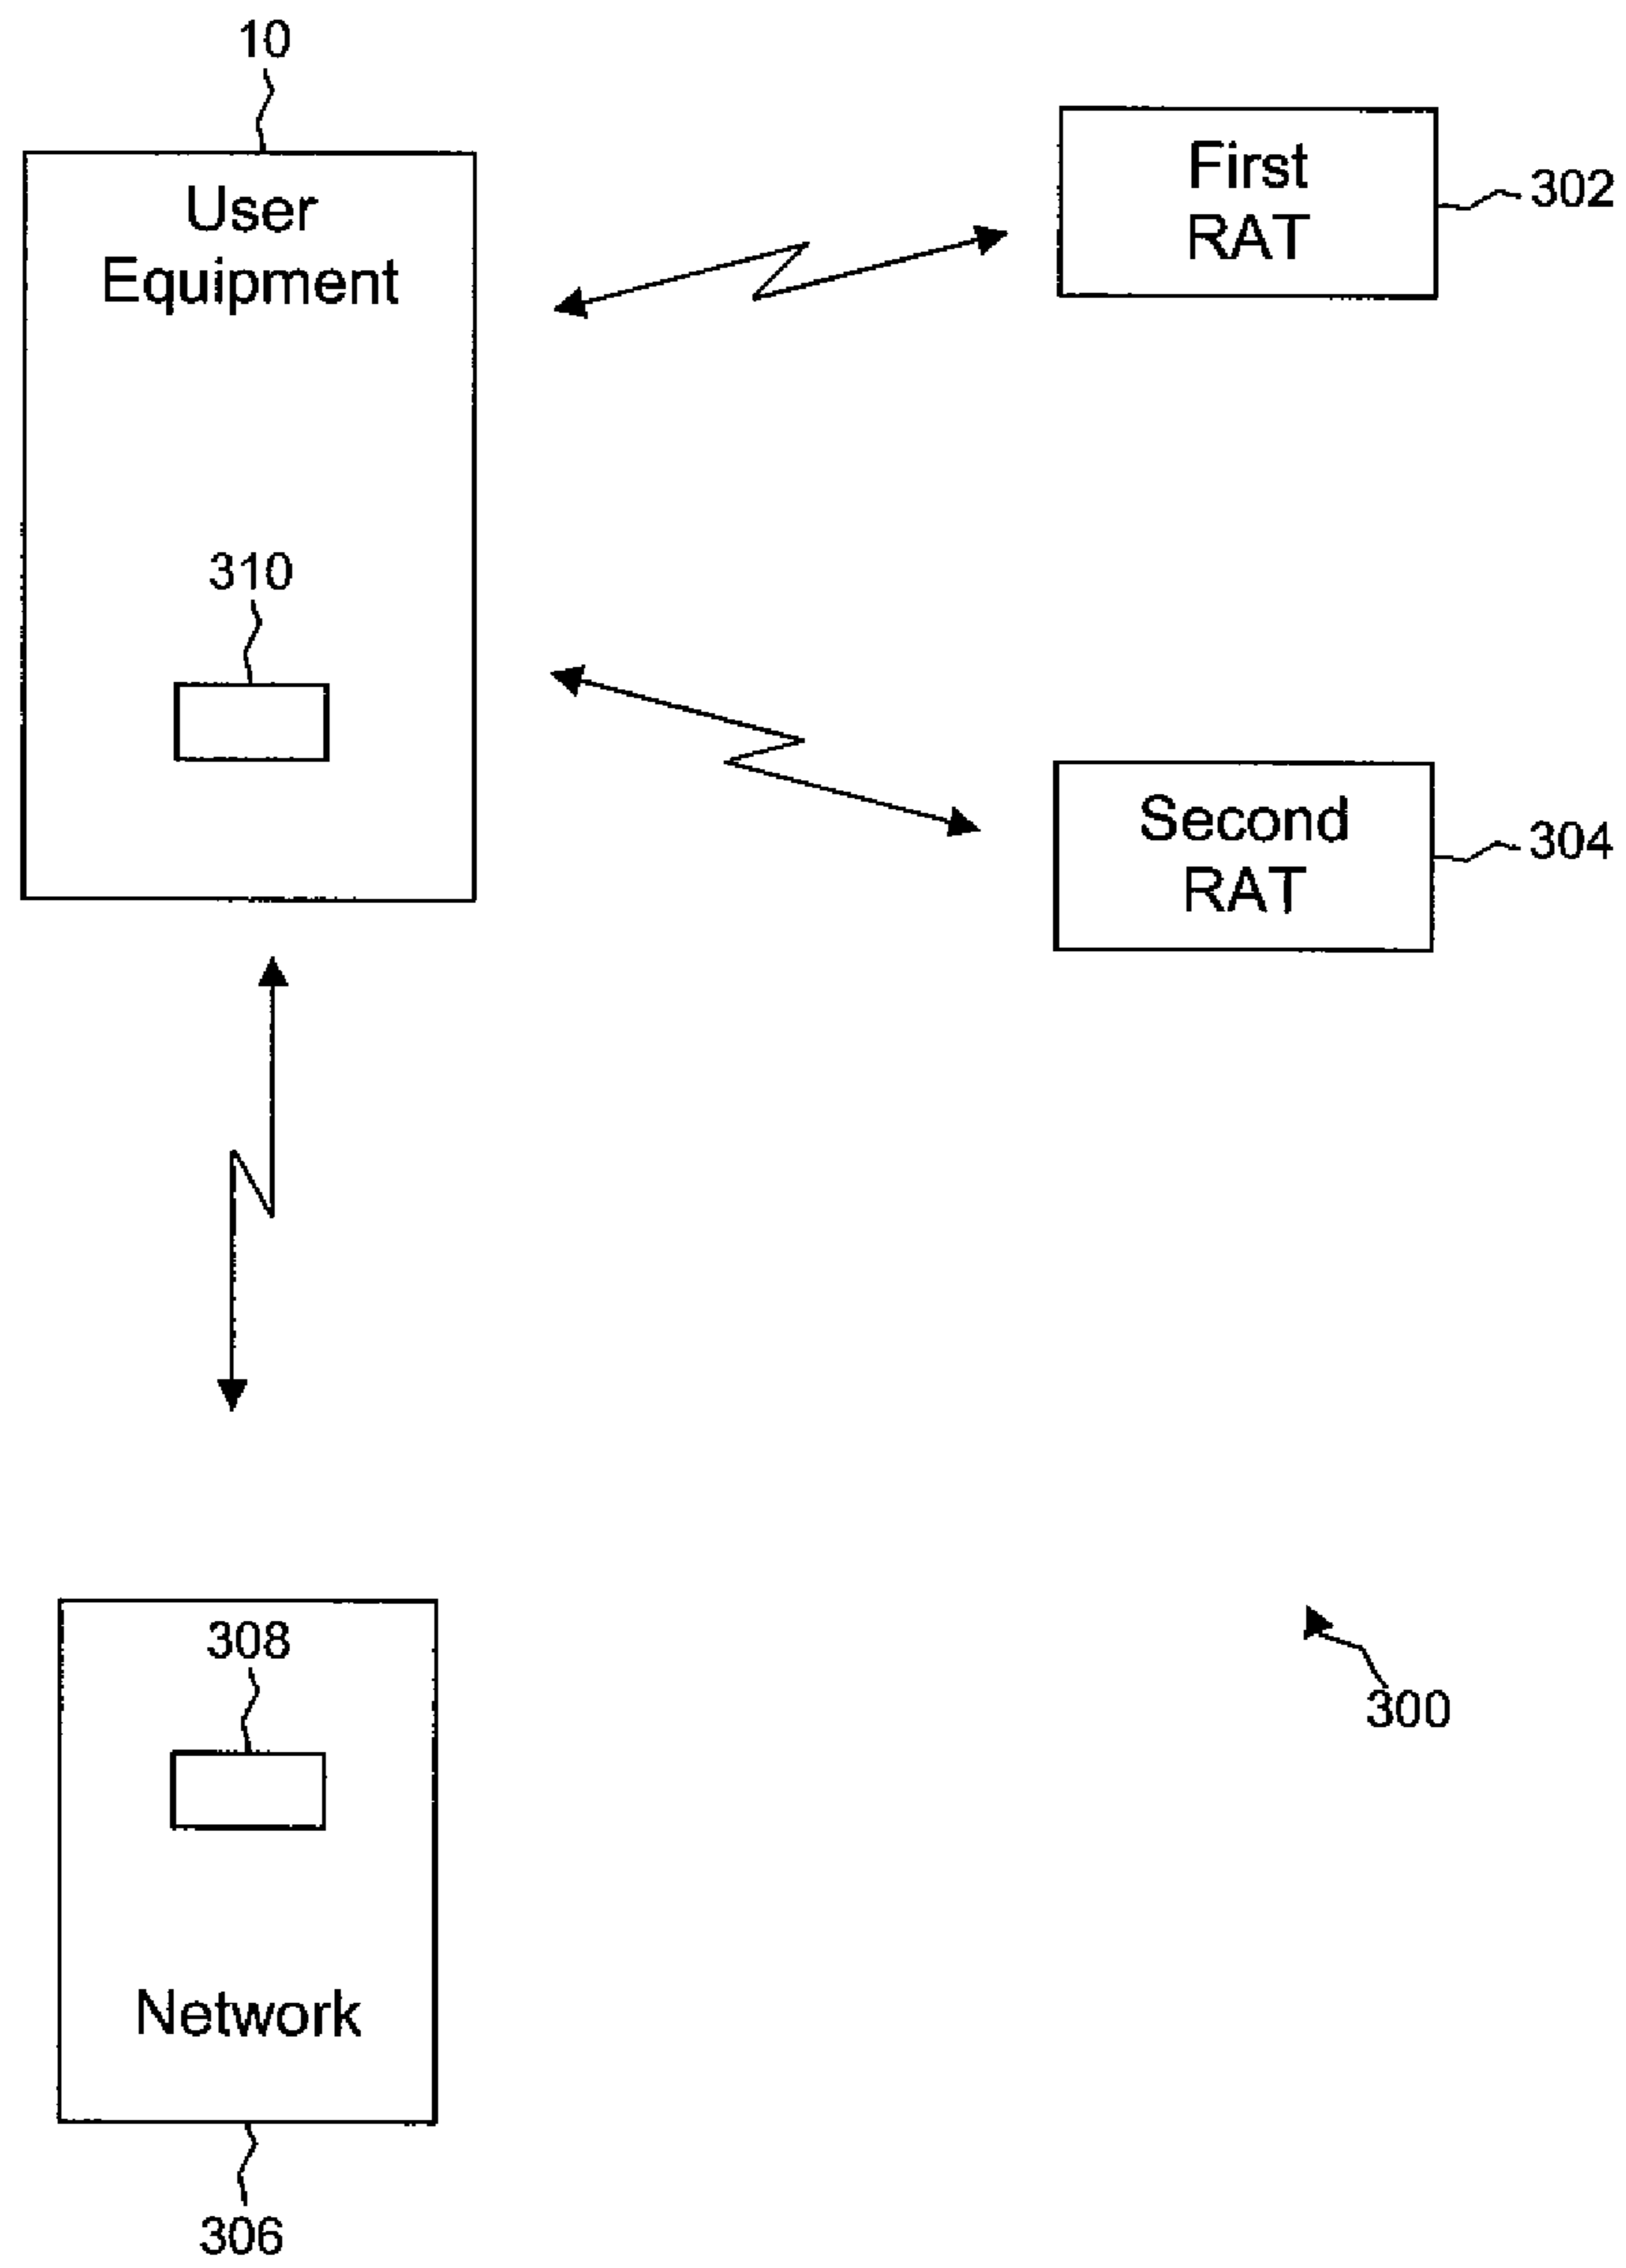 10
User
Equipment
First
RAT
302
310
Second
RAT
304
308
300
Network
306